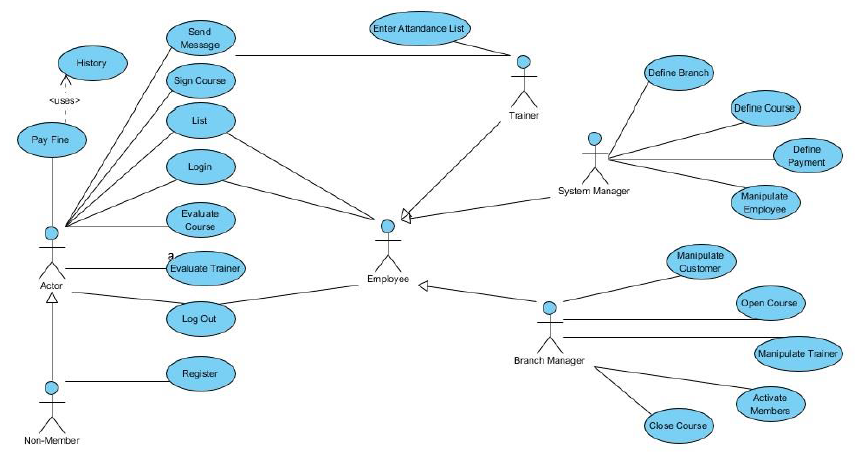 Send
Message
Enter Attandance List
History
Sign Course
Define Branch
<uses>
Define Course
List
Trainer
Pay Fine
Define
Payment
Login
System Manager
Manipulate
Employee
Evaluate
Course
a
Evaluate Trainer
Manipulate
Customer
Actor
Employee
Open Course
Log Out
Manipulate Trainer
Branch Manager
Register
Activate
Members
Close Course
Non-Member